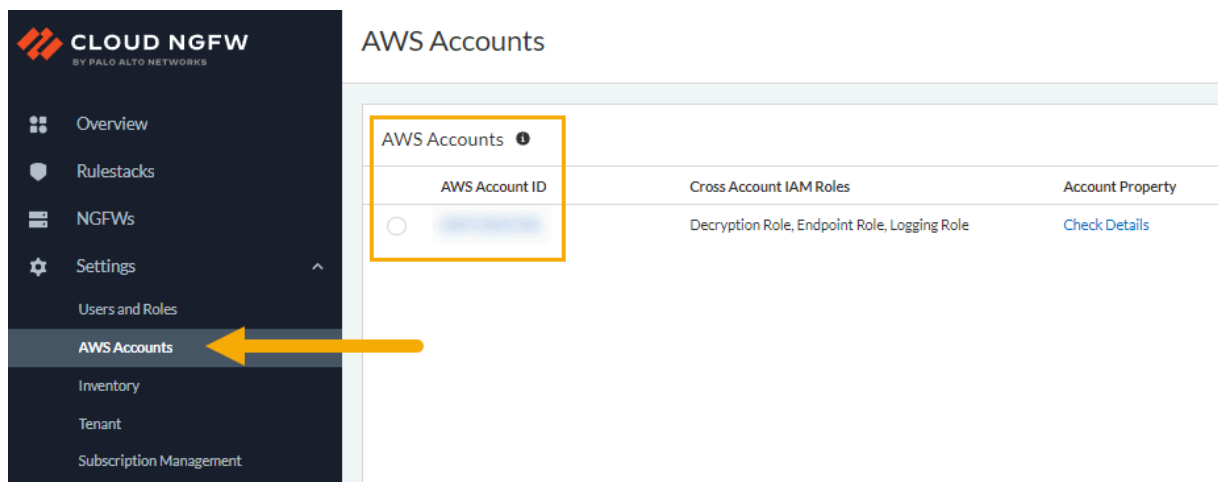 CLOUD NGFW
BY PALO ALTO NETWORKS
Overview
Rulestacks
NGFWs
Settings
Users and Roles
AWS Accounts
Inventory
Tenant
Subscription Management
AWS Accounts
AWS Accounts
AWS Account ID Cross Account IAM Roles Account Property
Decryption Role, Endpoint Role, Logging Role Check Details